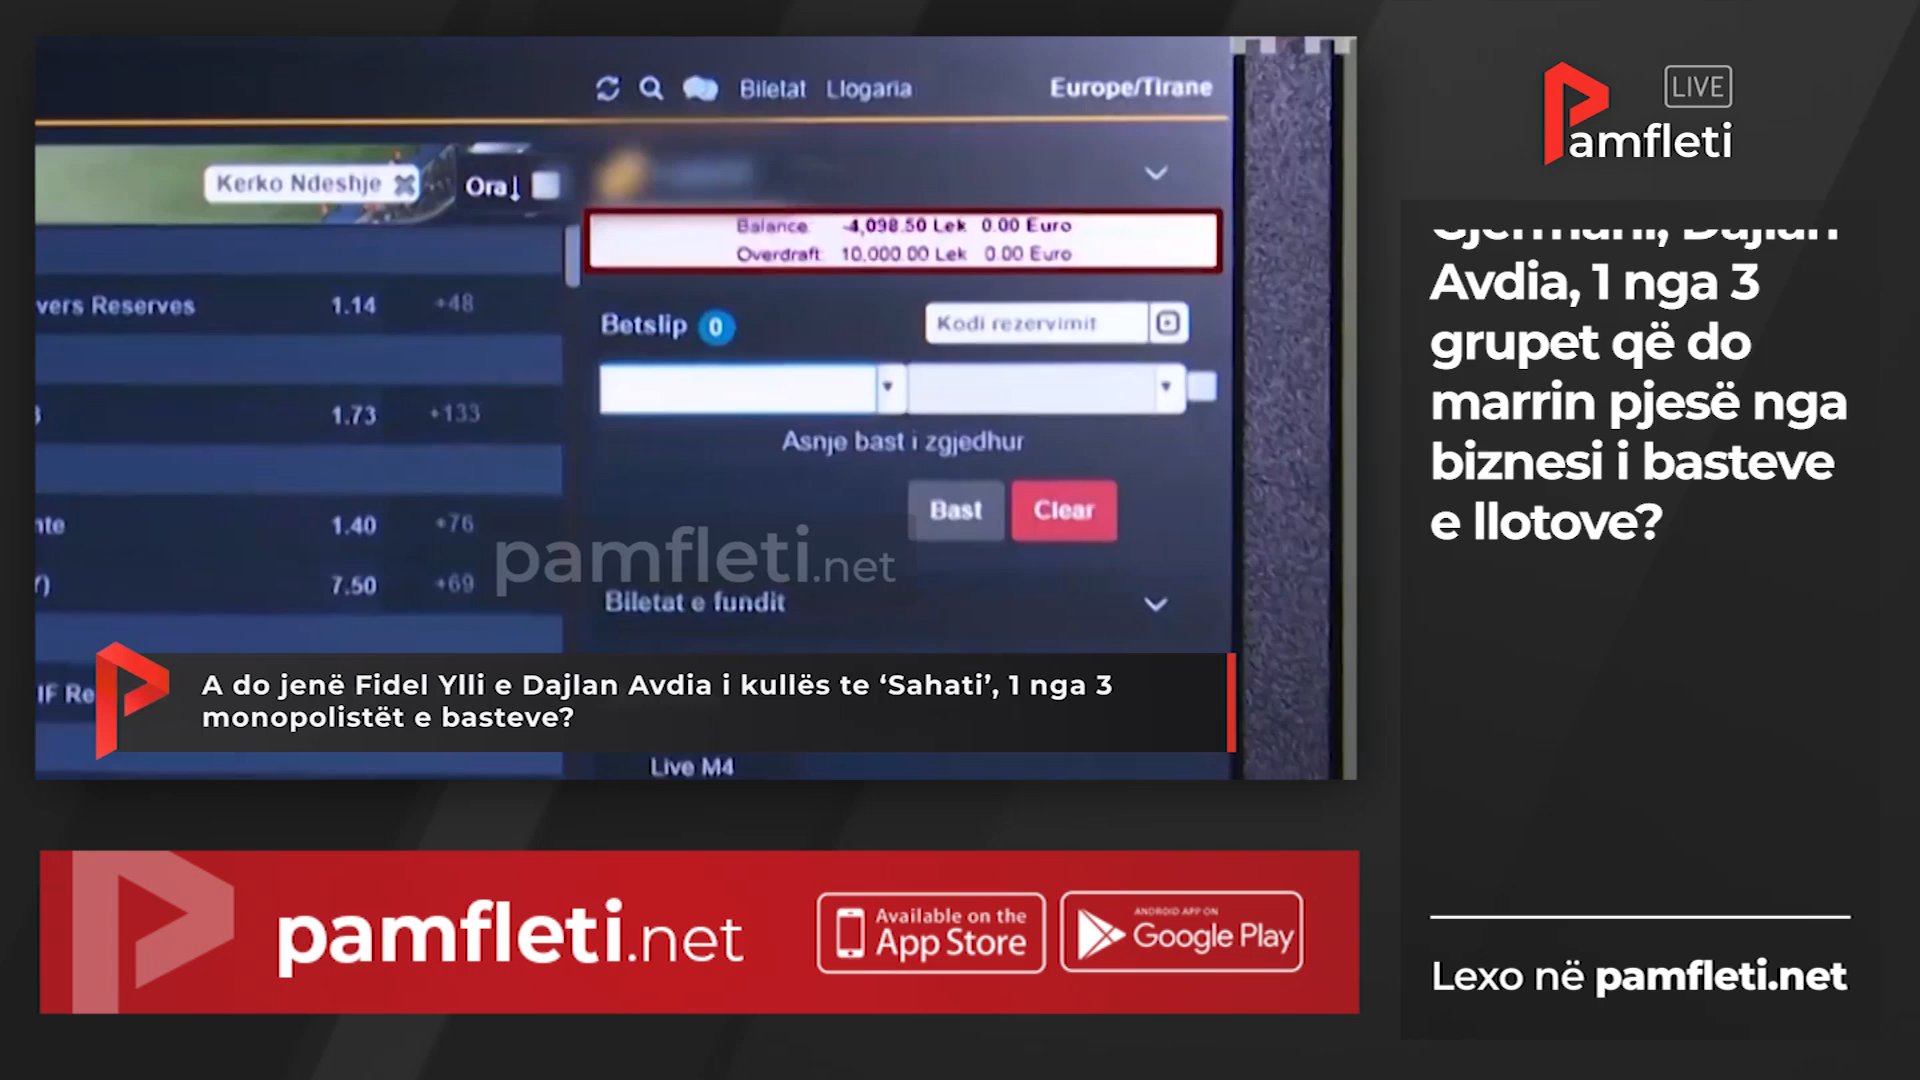 Biletat Llogaria Europe/Tirane
Kerko Ndeshje Ora↓
Balance: -4,098.50 Lek 0.00 Euro
Overdraft: 10,000.00 Lek 0.00 Euro
vers Reserves 1.14 +48
Betslip 0 Kodi rezervimit
1.73 +133
Asnje bast i zgjedhur
1.40 +76
Bast Clear
pamfleti.net
7.50 +69
Biletat e fundit
IF Re
A do jenë Fidel Ylli e Dajlan Avdia i kullës te ‘Sahati’, 1 nga 3
monopolistët e basteve?
Live M4
pamfleti.net
Available on the
App Store
ANDROID APP ON
Google Play
LIVE
Pamfleti
Avdia, 1 nga 3
grupet që do
marrin pjesë nga
biznesi i basteve
e llotove?
Lexo në pamfleti.net